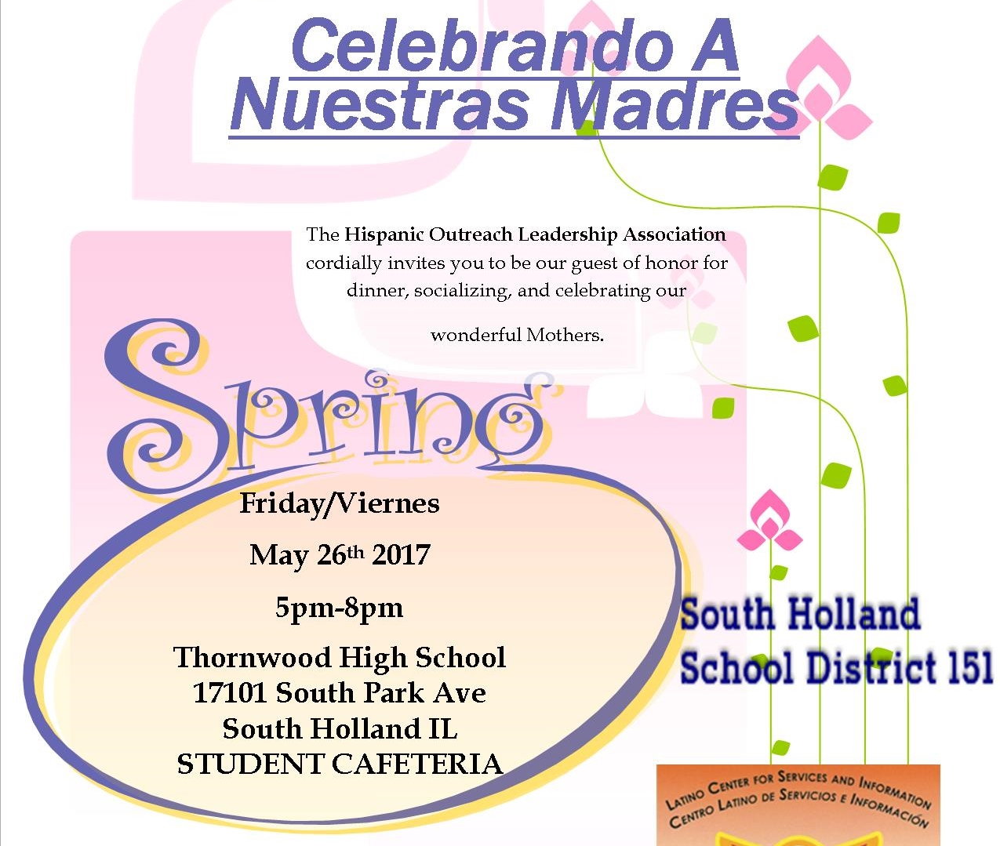 Celebrando A
Nuestras Madres
The Hispanic Outreach Leadership Association
cordially invites you to be our guest of honor for
dinner, socializing, and celebrating our
wonderful Mothers.
Spring
Friday/Viernes
May 26th 2017
5pm-8pm
Thornwood High School
17101 South Park Ave
South Holland IL
STUDENT CAFETERIA
South Holland
School District 151
LATINO CENTER FOR SERVICES AND INFORMATION
CENTRO LATINO DE SERVICIOS E INFORMACIÓN